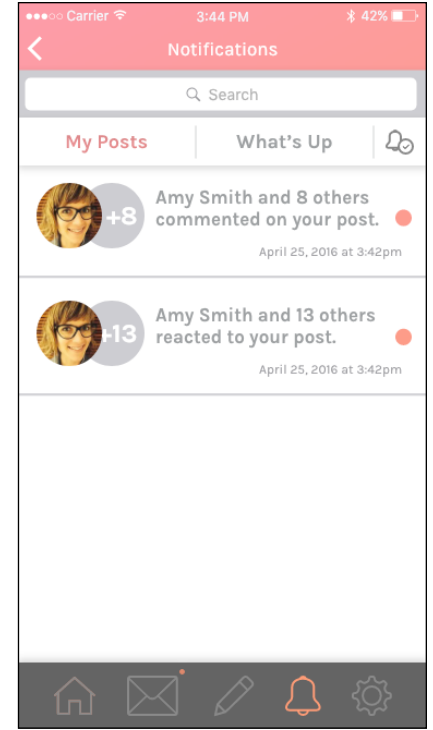 Carrier 3:44 PM 42%
Notifications
Search
My Posts What's Up
+8
Amy Smith and 8 others
commented on your post.
April 25, 2016 at 3:42pm
+13
Amy Smith and 13 others
reacted to your post.
April 25, 2016 at 3:42pm